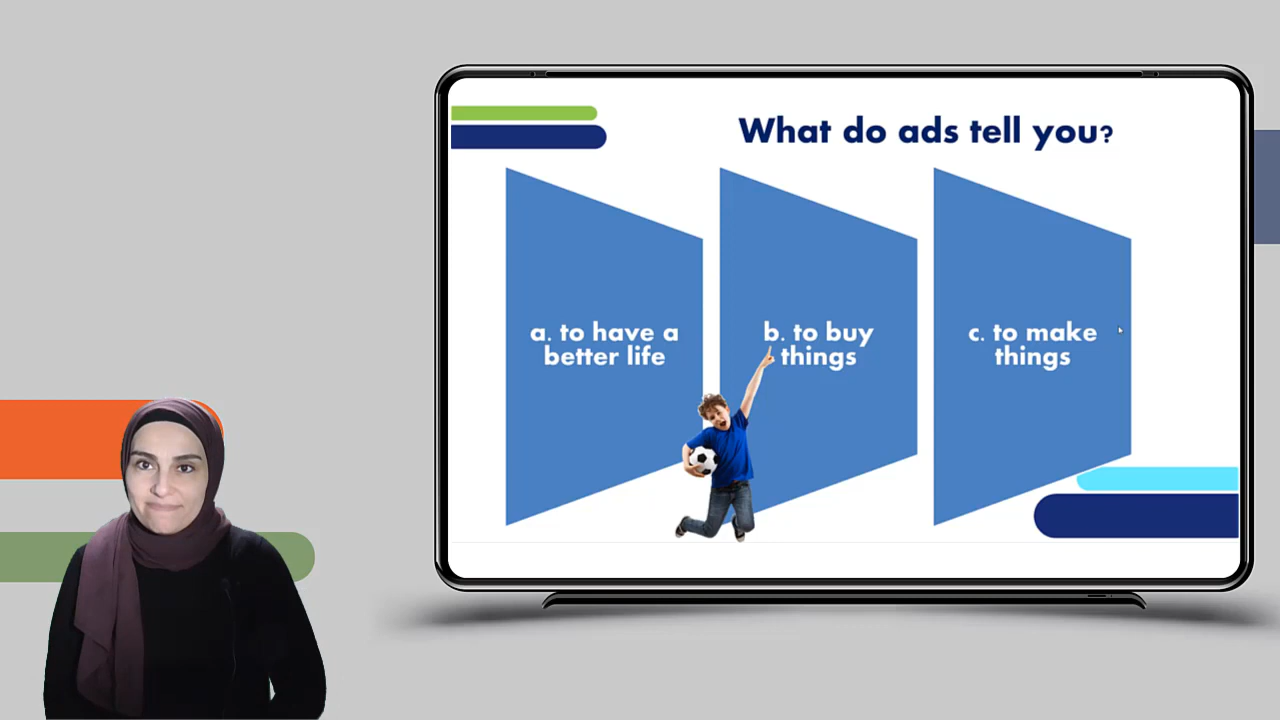 What do ads tell you?
a. to have a
better life
b. to buy
things
c. to make
things